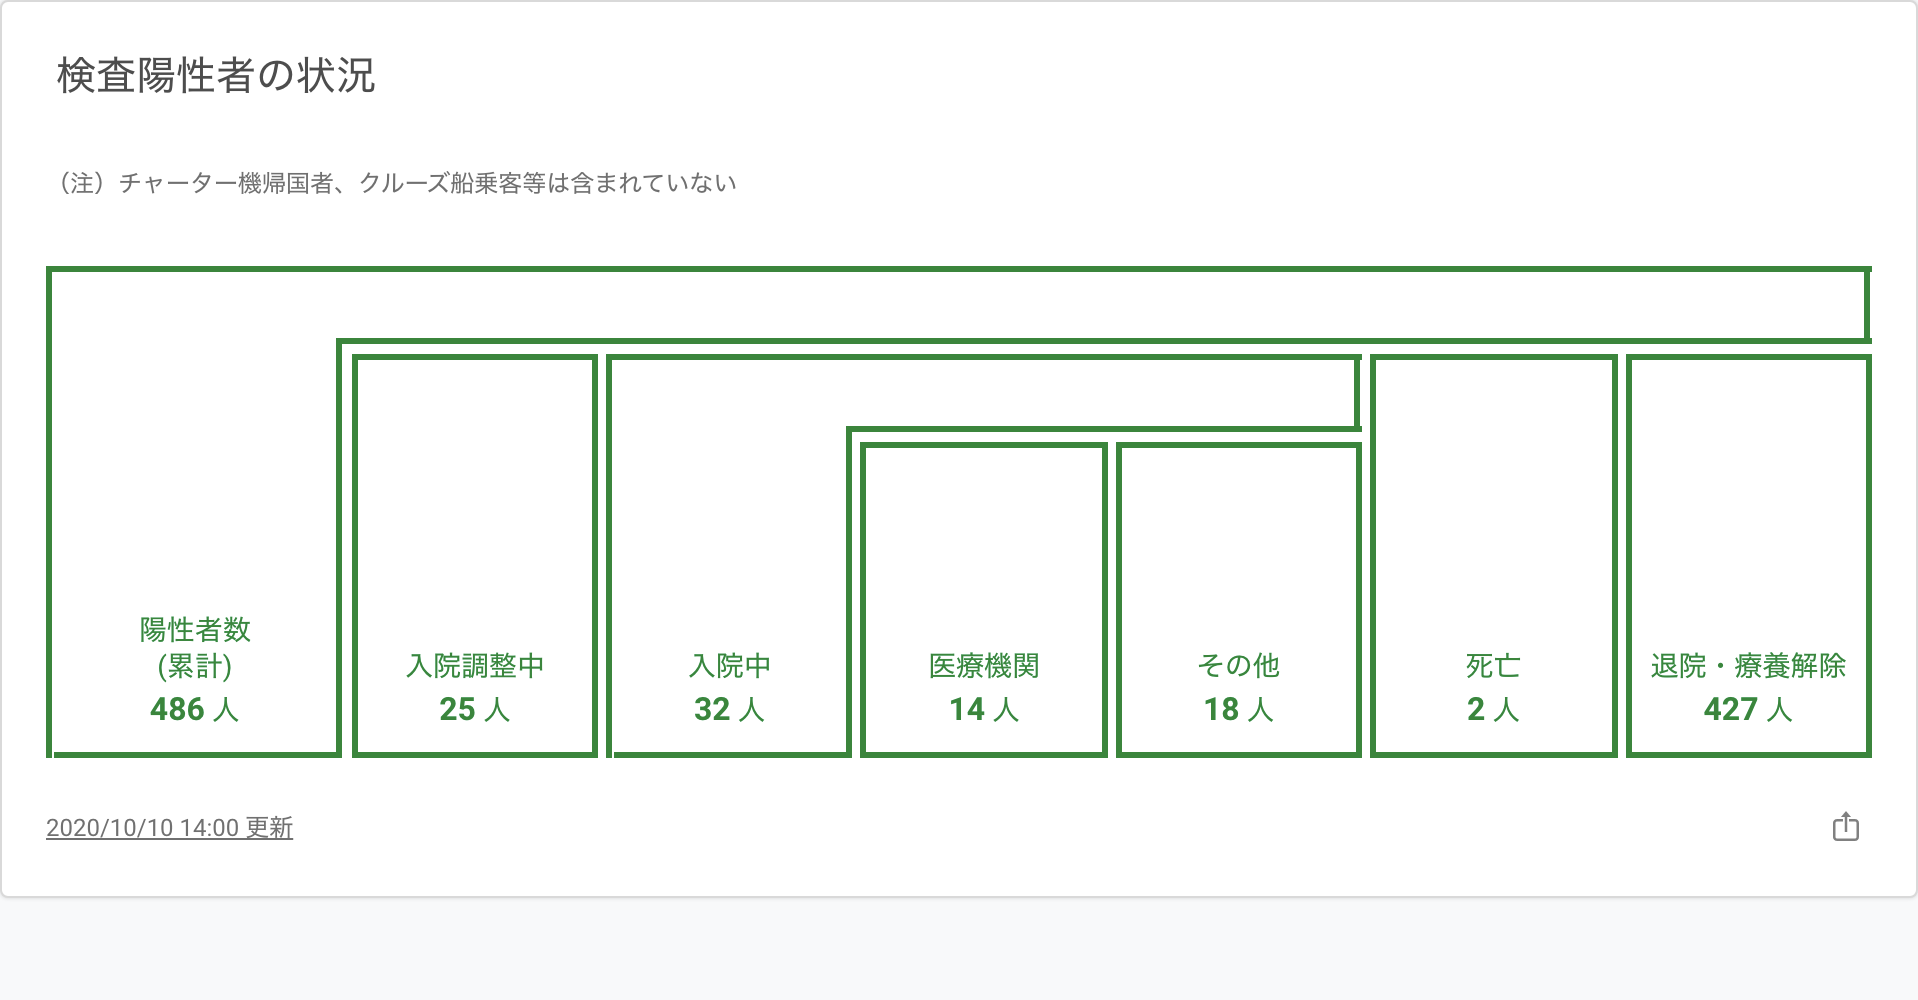 検査陽性者の状況
（注）チャーター機帰国者、クルーズ船乗客等は含まれていない
陽性者数
(累計)
486 人
入院調整中
25 人
入院中
32 人
医療機関
14 人
その他
18 人
死亡
2 人
退院・療養解除
427 人
2020/10/10 14:00 更新